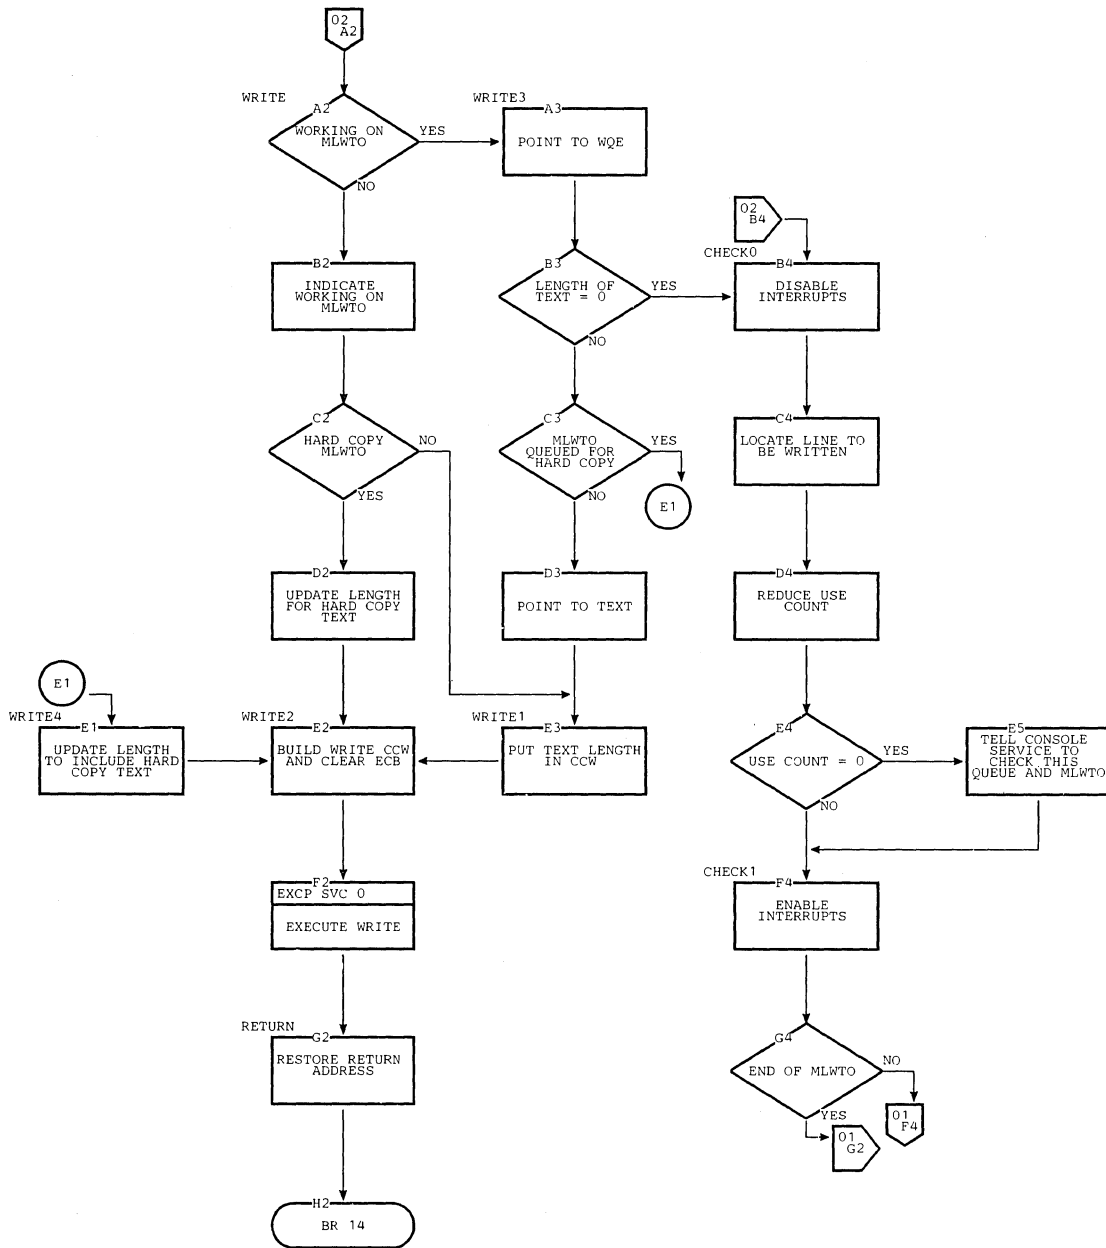 02
A2
WRITE
A2
WORKING ON
MLWTO
YES
NO
WRITE3
A3
POINT TO WQE
02
B4
B2
INDICATE
WORKING ON
MLWTO
B3
LENGTH OF
TEXT = 0
YES
NO
CHECK0
B4
DISABLE
INTERRUPTS
C2
HARD COPY
MLWTO
NO
YES
C3
MLWTO
QUEUED FOR
HARD COPY
YES
NO
E1
C4
LOCATE LINE TO
BE WRITTEN
D2
UPDATE LENGTH
FOR HARD COPY
TEXT
D3
POINT TO TEXT
D4
REDUCE USE
COUNT
E1
WRITE4
E1
UPDATE LENGTH
TO INCLUDE HARD
COPY TEXT
WRITE2
E2
BUILD WRITE CCW
AND CLEAR ECB
WRITE1
E3
PUT TEXT LENGTH
IN CCW
E4
USE COUNT = 0
YES
NO
E5
TELL CONSOLE
SERVICE TO
CHECK THIS
QUEUE AND MLWTO
F2
EXCP SVC 0
EXECUTE WRITE
CHECK1
F4
ENABLE
INTERRUPTS
RETURN
G2
RESTORE RETURN
ADDRESS
G4
END OF MLWTO
NO
YES
01
F4
01
G2
H2
BR 14